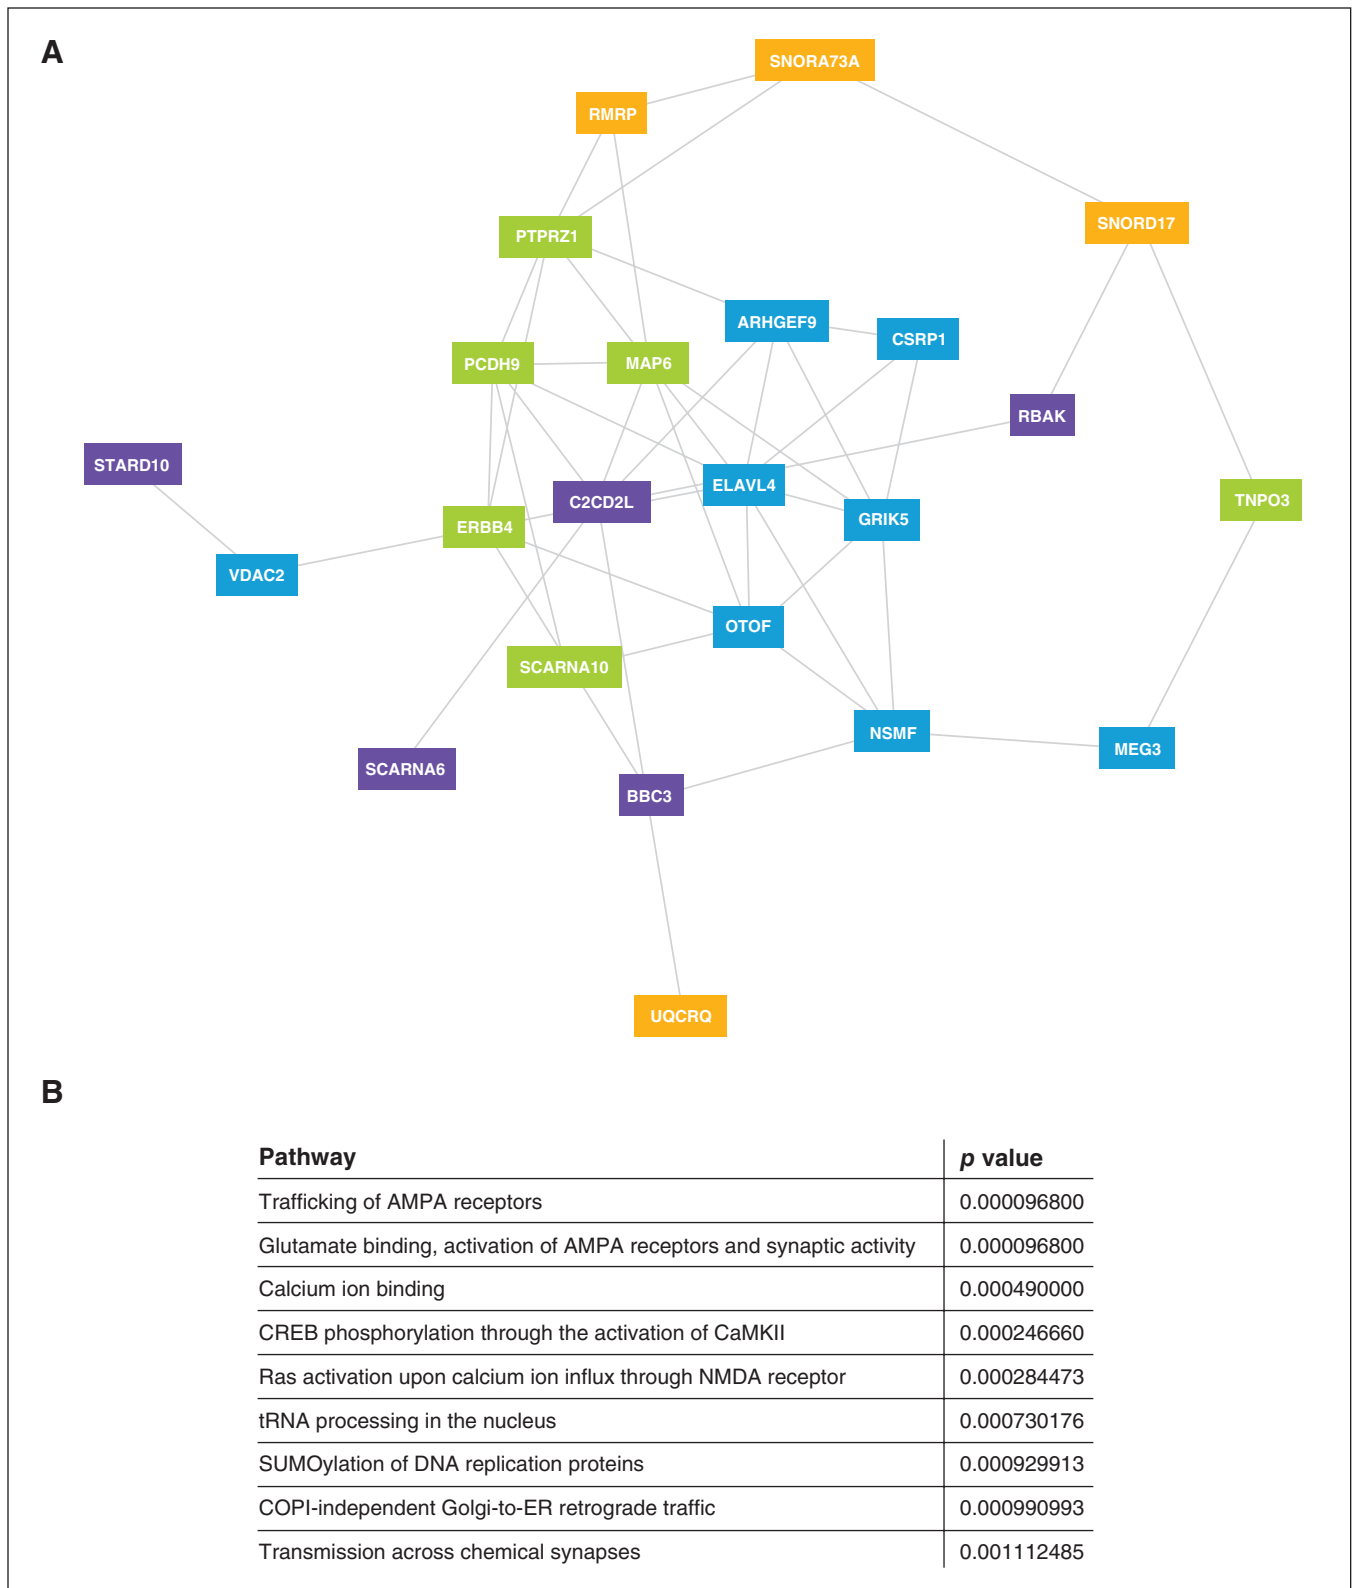 A
SNORA73A
RMRP
SNORD17
PTPRZ1
ARHGEF9
CSRP1
PCDH9
MAP6
RBAK
STARD10
ELAVL4
C2CD2L
TNPO3
GRIK5
ERBB4
VDAC2
OTOF
SCARNA10
NSMF
MEG3
SCARNA6
BBC3
UQCRQ
B
Pathway p value
Trafficking of AMPA receptors 0.000096800
Glutamate binding, activation of AMPA receptors and synaptic activity 0.000096800
Calcium ion binding 0.000490000
CREB phosphorylation through the activation of CaMKII 0.000246660
Ras activation upon calcium ion influx through NMDA receptor 0.000284473
tRNA processing in the nucleus 0.000730176
SUMOylation of DNA replication proteins 0.000929913
COPI-independent Golgi-to-ER retrograde traffic 0.000990993
Transmission across chemical synapses 0.001112485